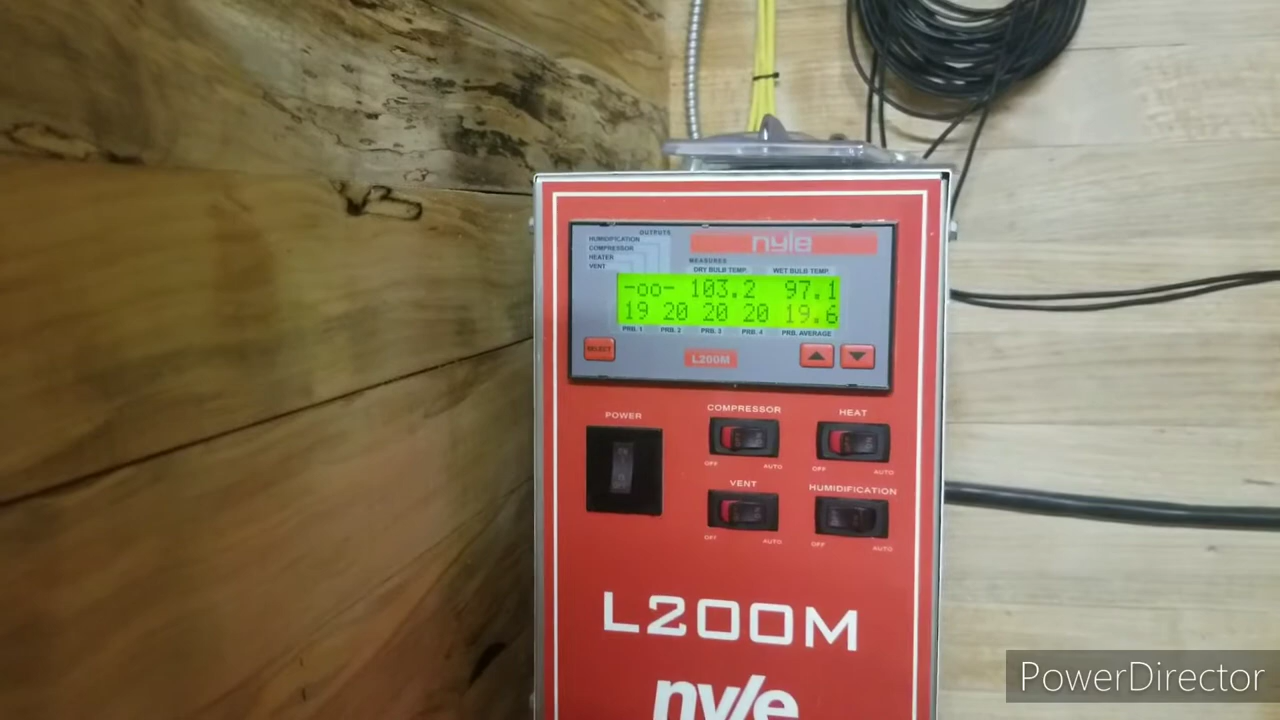 OUTPUTS
HUMIDIFICATION
COMPRESSOR
HEATER
VENT
nyle
MEASURES
DRY BULB TEMP. WET BULB TEMP.
-oo- 103.2 97.1
19 20 20 20 19.6
PRB. 1 PRB. 2 PRB. 3 PRB. 4 PRB. AVERAGE
SELECT
L200M
POWER
COMPRESSOR
OFF AUTO
HEAT
OFF AUTO
VENT
OFF AUTO
HUMIDIFICATION
OFF AUTO
L200M
nyle
PowerDirector